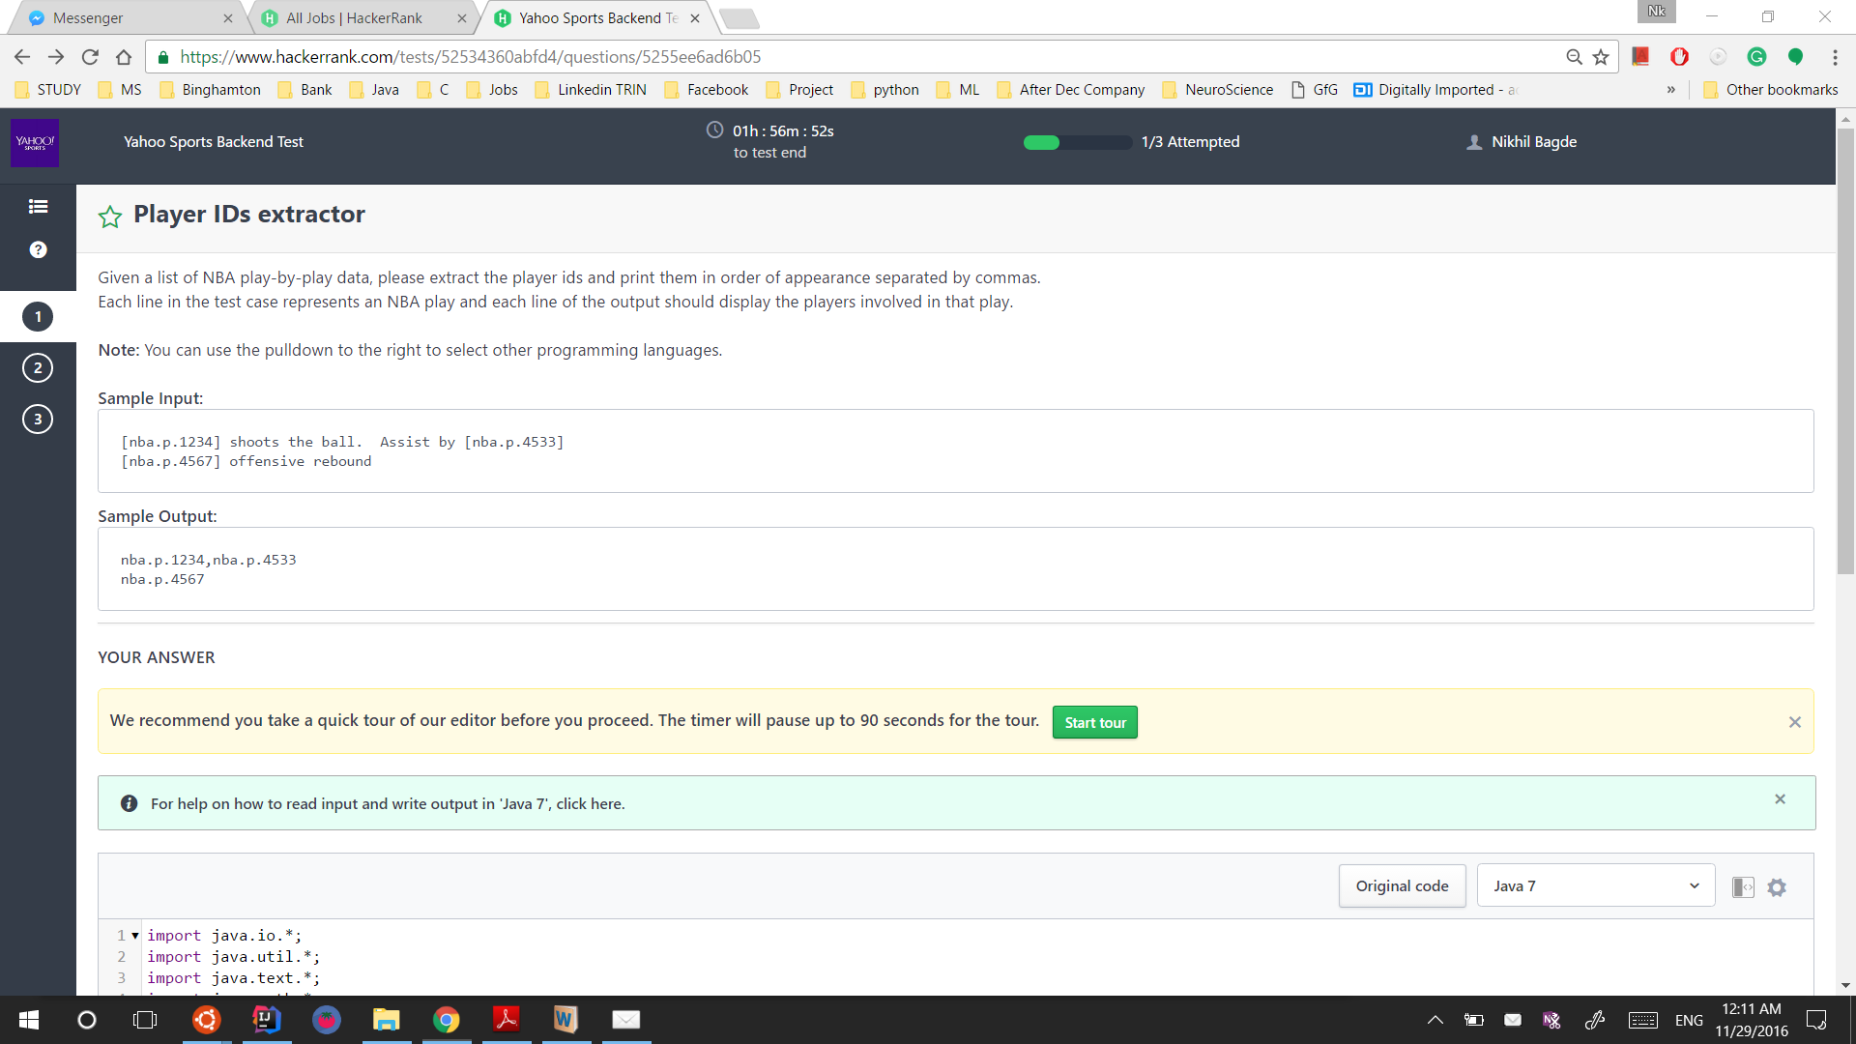 Messenger
All Jobs | HackerRank
Yahoo Sports Backend Te
Nk
https://www.hackerrank.com/tests/52534360abfd4/questions/5255ee6ad6b05
STUDY MS Binghamton Bank Java C Jobs Linkedin TRIN Facebook Project python ML After Dec Company NeuroScience GfG Digitally Imported - » Other bookmarks
YAHOO!
SPORTS
Yahoo Sports Backend Test
01h : 56m : 52s
to test end
1/3 Attempted
Nikhil Bagde
Player IDs extractor
Given a list of NBA play-by-play data, please extract the player ids and print them in order of appearance separated by commas.
Each line in the test case represents an NBA play and each line of the output should display the players involved in that play.
Note: You can use the pulldown to the right to select other programming languages.
1
2
3
Sample Input:
[nba.p.1234] shoots the ball.  Assist by [nba.p.4533]
[nba.p.4567] offensive rebound
Sample Output:
nba.p.1234,nba.p.4533
nba.p.4567
YOUR ANSWER
We recommend you take a quick tour of our editor before you proceed. The timer will pause up to 90 seconds for the tour. Start tour
For help on how to read input and write output in 'Java 7', click here.
Original code Java 7
1 import java.io.*;
2 import java.util.*;
3 import java.text.*;
ENG
12:11 AM
11/29/2016